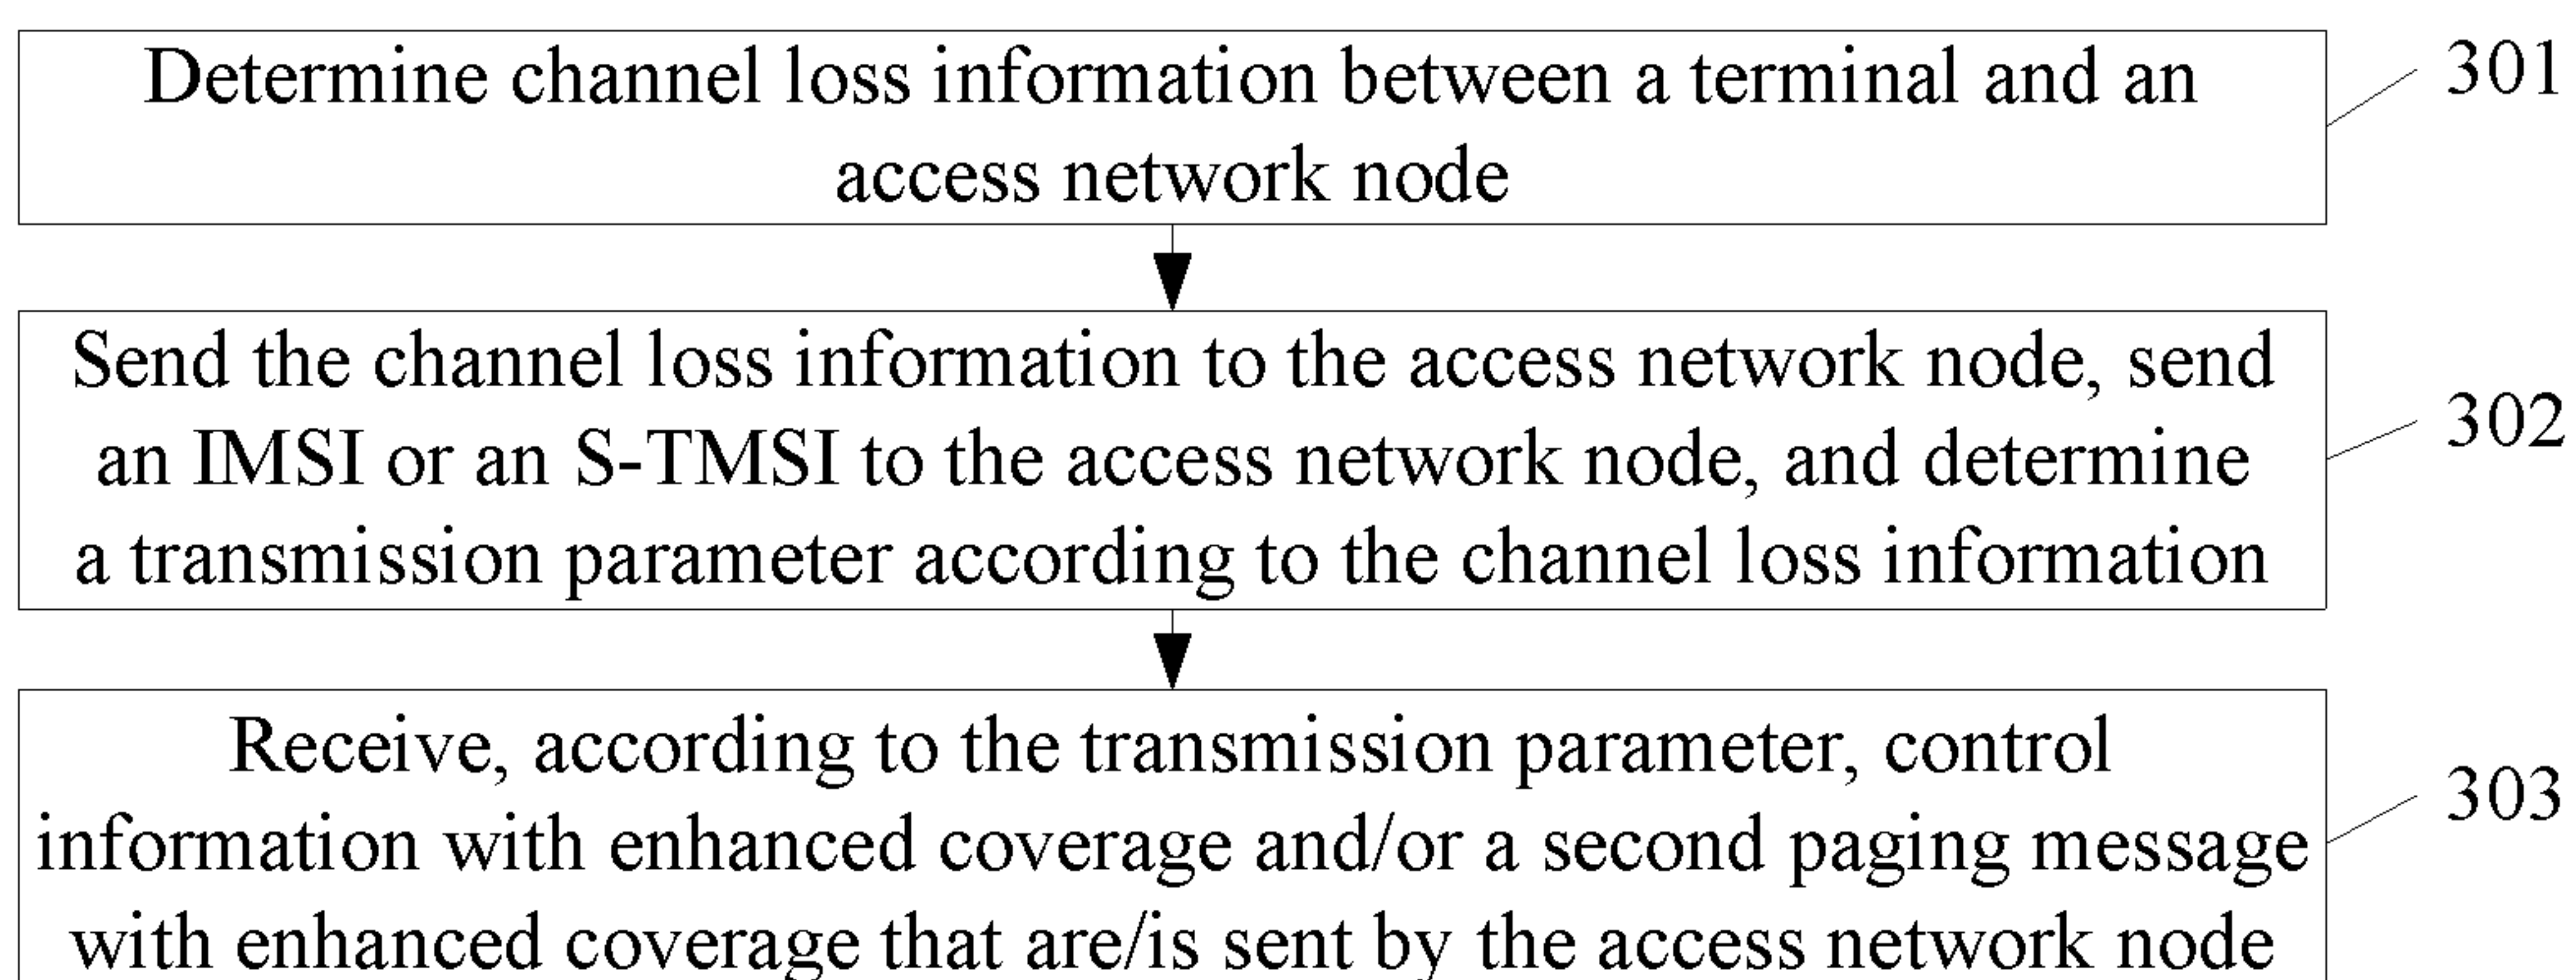 Determine channel loss information between a terminal and an
access network node
301
Send the channel loss information to the access network node, send
an IMSI or an S-TMSI to the access network node, and determine
a transmission parameter according to the channel loss information
302
Receive, according to the transmission parameter, control
information with enhanced coverage and/or a second paging message
with enhanced coverage that are/is sent by the access network node
303